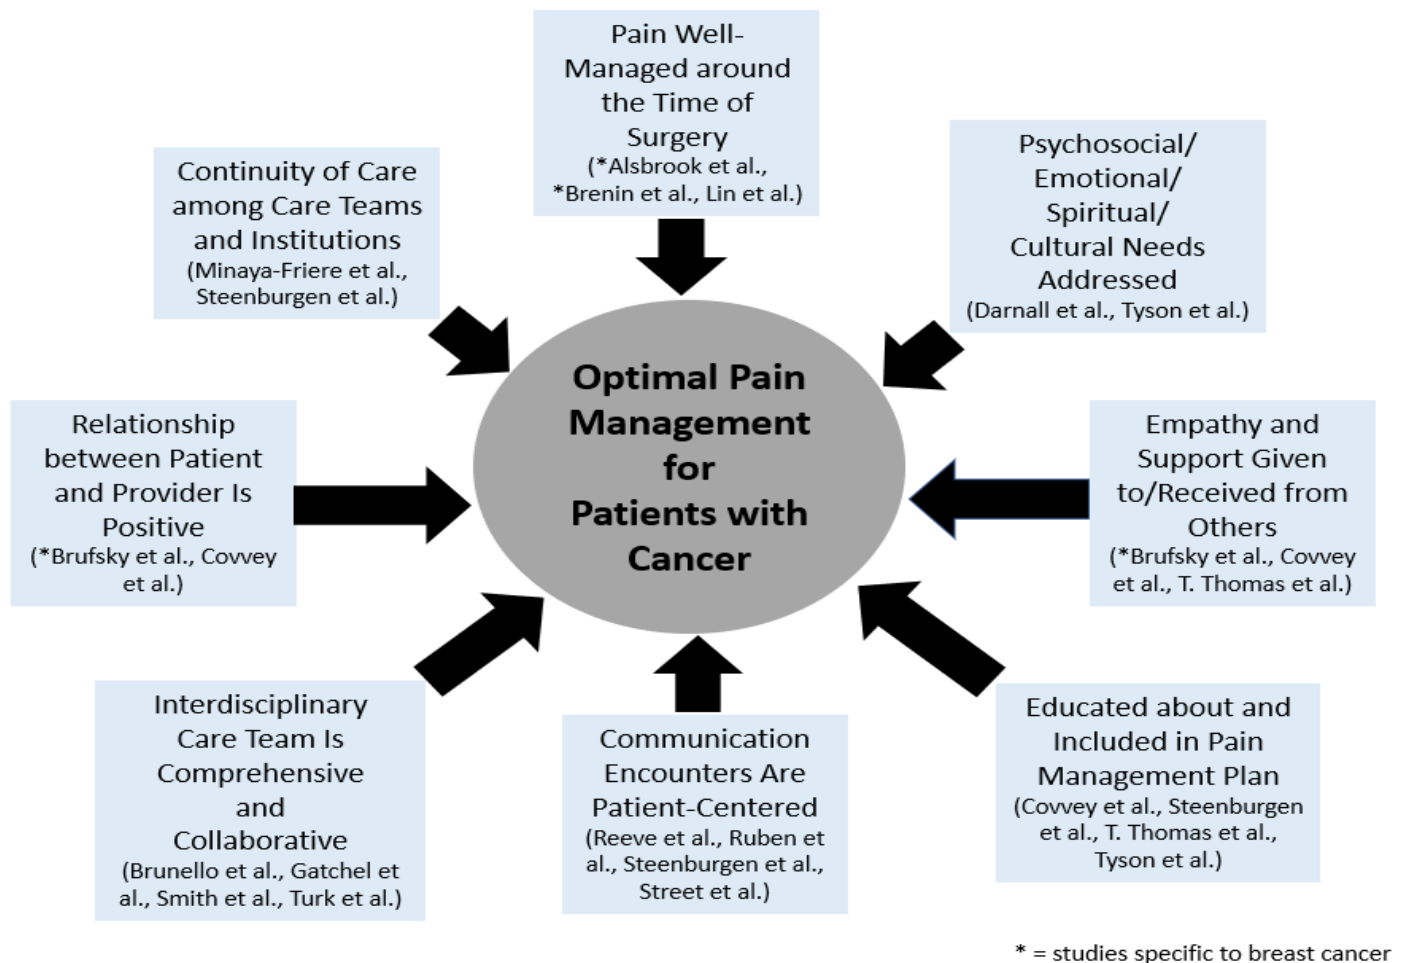 Pain Well-
Managed around
the Time of
Surgery
(*Alsbrook et al.,
*Brenin et al., Lin et al.)
Psychosocial/
Emotional/
Spiritual/
Cultural Needs
Addressed
(Darnall et al., Tyson et al.)
Continuity of Care
among Care Teams
and Institutions
(Minaya-Friere et al.,
Steenburgen et al.)
Optimal Pain
Management
for
Patients with
Cancer
Relationship
between Patient
and Provider Is
Positive
(*Brufsky et al., Covvey
et al.)
Empathy and
Support Given
to/Received from
Others
(*Brufsky et al., Covvey
et al., T. Thomas et al.)
Interdisciplinary
Care Team Is
Comprehensive
and
Collaborative
(Brunello et al., Gatchel et
al., Smith et al., Turk et al.)
Communication
Encounters Are
Patient-Centered
(Reeve et al., Ruben et
al., Steenburgen et al.,
Street et al.)
Educated about and
Included in Pain
Management Plan
(Covvey et al., Steenburgen
et al., T. Thomas et al.,
Tyson et al.)
* = studies specific to breast cancer